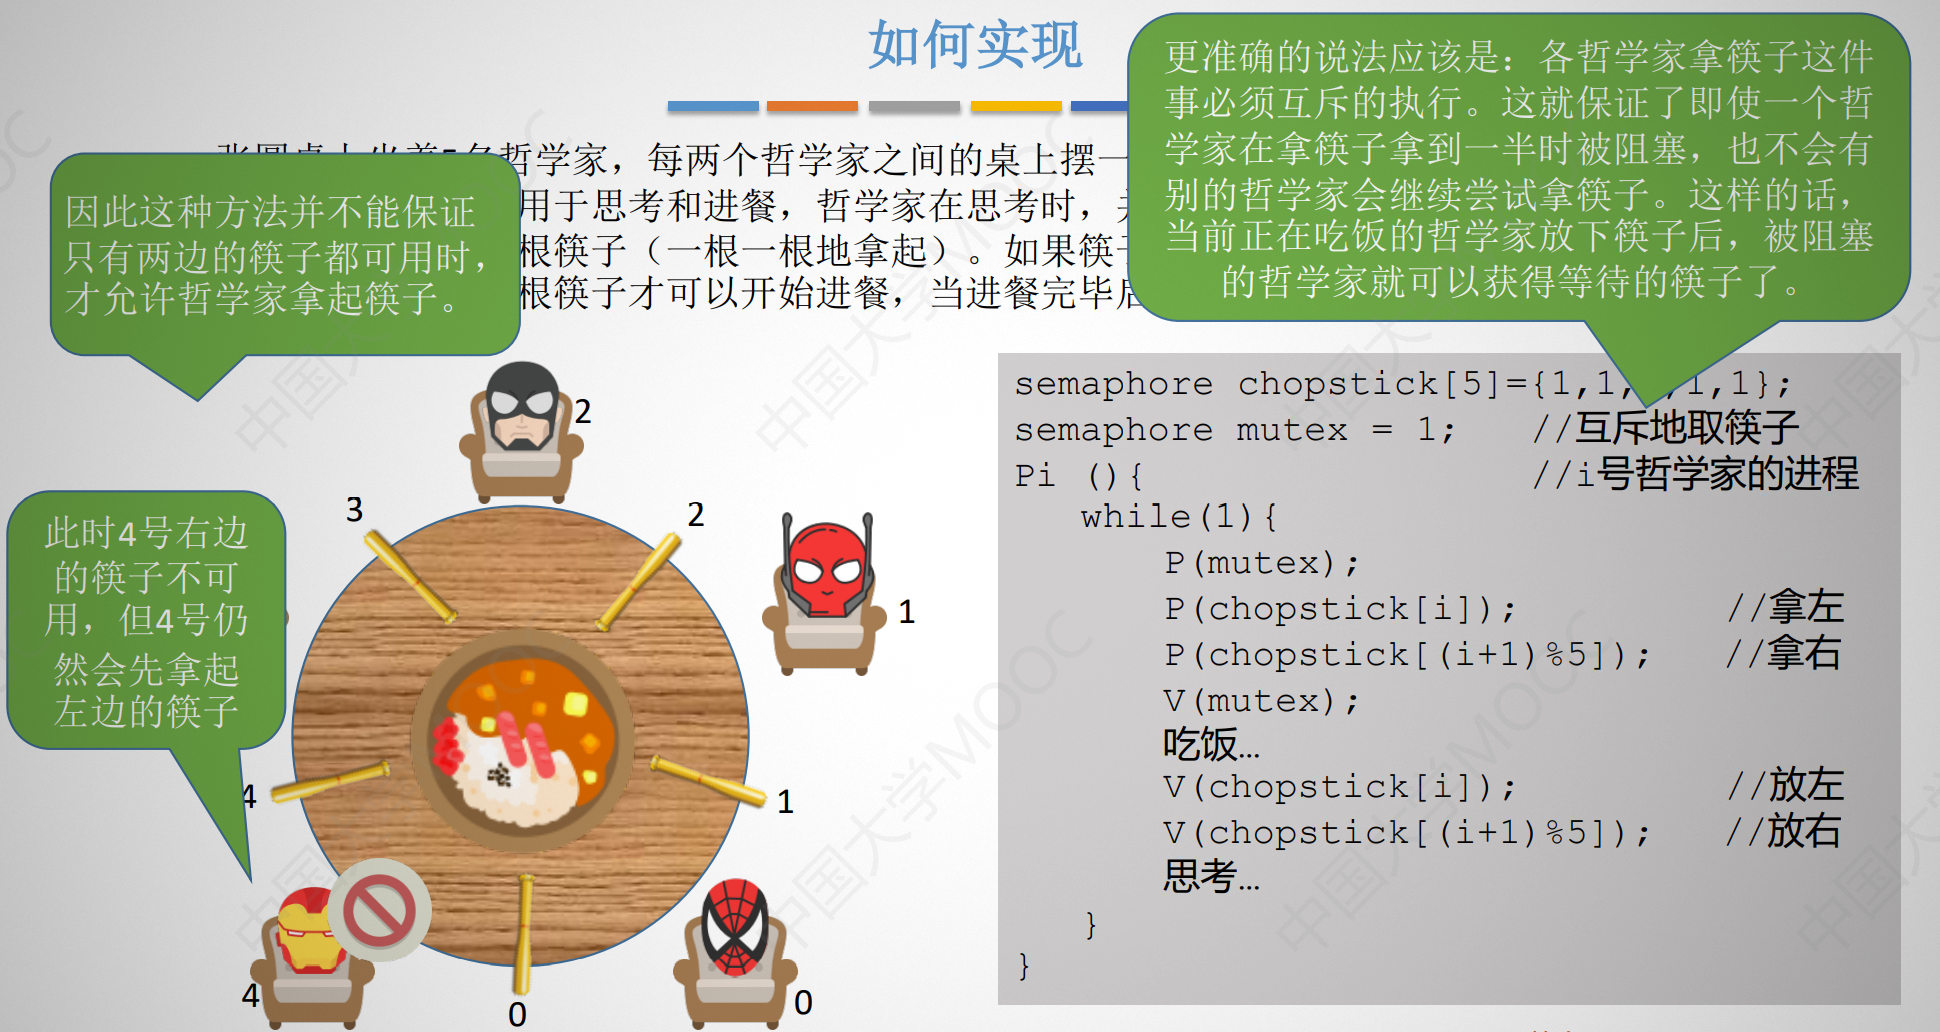 如何实现
更准确的说法应该是：各哲学家拿筷子这件
事必须互斥的执行。这就保证了即使一个哲
学家在拿筷子拿到一半时被阻塞，也不会有
别的哲学家会继续尝试拿筷子。这样的话，
当前正在吃饭的哲学家放下筷子后，被阻塞
的哲学家就可以获得等待的筷子了。
哲学家，每两个哲学家之间的桌上摆一
用于思考和进餐，哲学家在思考时，
根筷子（一根一根地拿起）。如果筷
根筷子才可以开始进餐，当进餐完毕
因此这种方法并不能保证
只有两边的筷子都可用时，
才允许哲学家拿起筷子。
此时4号右边
的筷子不可
用，但4号仍
然会先拿起
左边的筷子
2
3
2
1
4
1
4
0
0
semaphore chopstick[5]={1,1, ,1,1};
semaphore mutex = 1; //互斥地取筷子
Pi (){ //i号哲学家的进程
while(1){
P(mutex);
P(chopstick[i]); //拿左
P(chopstick[(i+1)%5]); //拿右
V(mutex);
吃饭…
V(chopstick[i]); //放左
V(chopstick[(i+1)%5]); //放右
思考…
}
}
中国大学MOOC